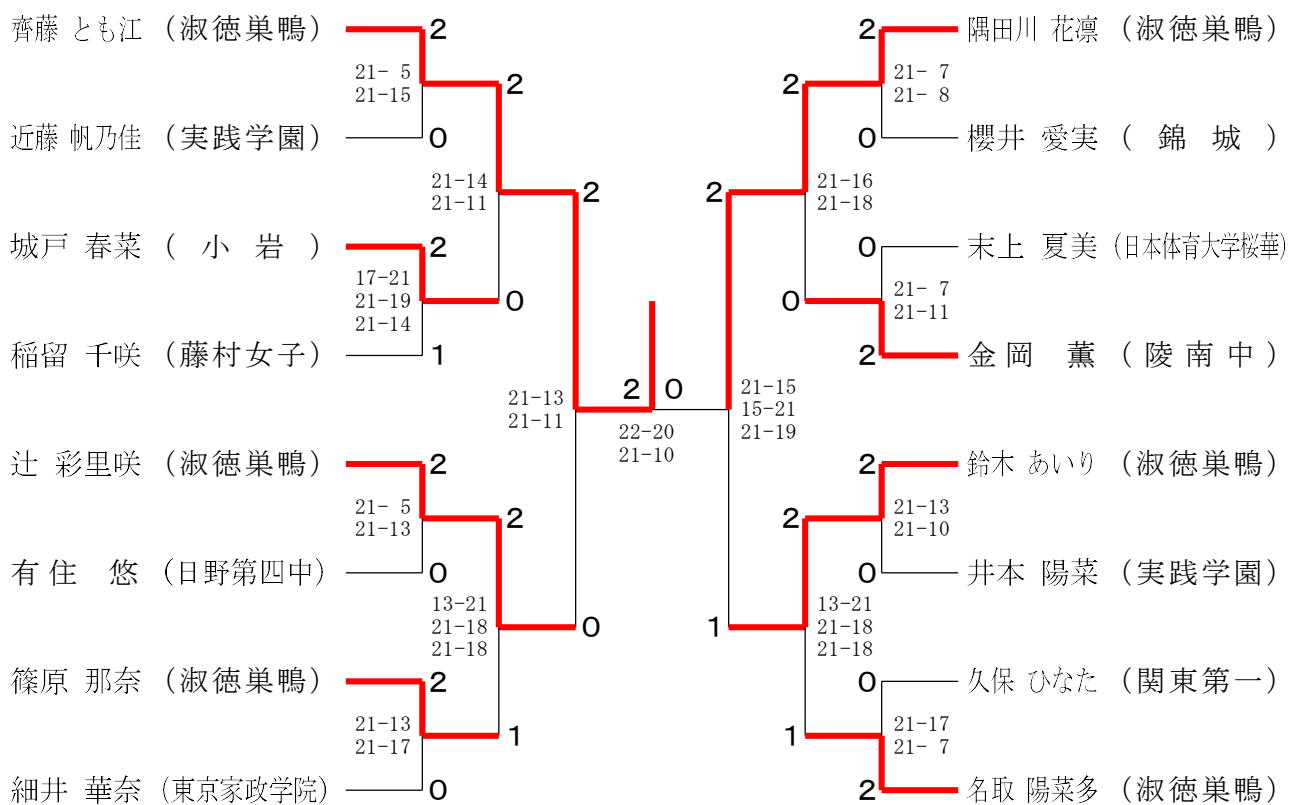 齊藤 とも江 (淑徳巣鴨) 2
21- 5
21-15
2
近藤 帆乃佳 (実践学園) 0
21-14
21-11
2
城戸 春菜 ( 小 岩 ) 2
17-21
21-19
21-14
0
稲留 千咲 (藤村女子) 1
21-13
21-11
2 0
22-20
21-10
辻 彩里咲 (淑徳巣鴨) 2
21- 5
21-13
2
有住 悠 (日野第四中) 0
13-21
21-18
21-18
0
篠原 那奈 (淑徳巣鴨) 2
21-13
21-17
1
細井 華奈 (東京家政学院) 0
2 隅田川 花凛 (淑徳巣鴨)
21- 7
21- 8
2
0 櫻井 愛実 ( 錦 城 )
21-16
21-18
2
0 末上 夏美 (日本体育大学桜華)
21- 7
21-11
0
2 金岡 薫 (陵南中)
21-15
15-21
21-19
2 鈴木 あいり (淑徳巣鴨)
21-13
21-10
2
0 井本 陽菜 (実践学園)
13-21
21-18
21-18
1
0 久保 ひなた (関東第一)
21-17
21- 7
1
2 名取 陽菜多 (淑徳巣鴨)